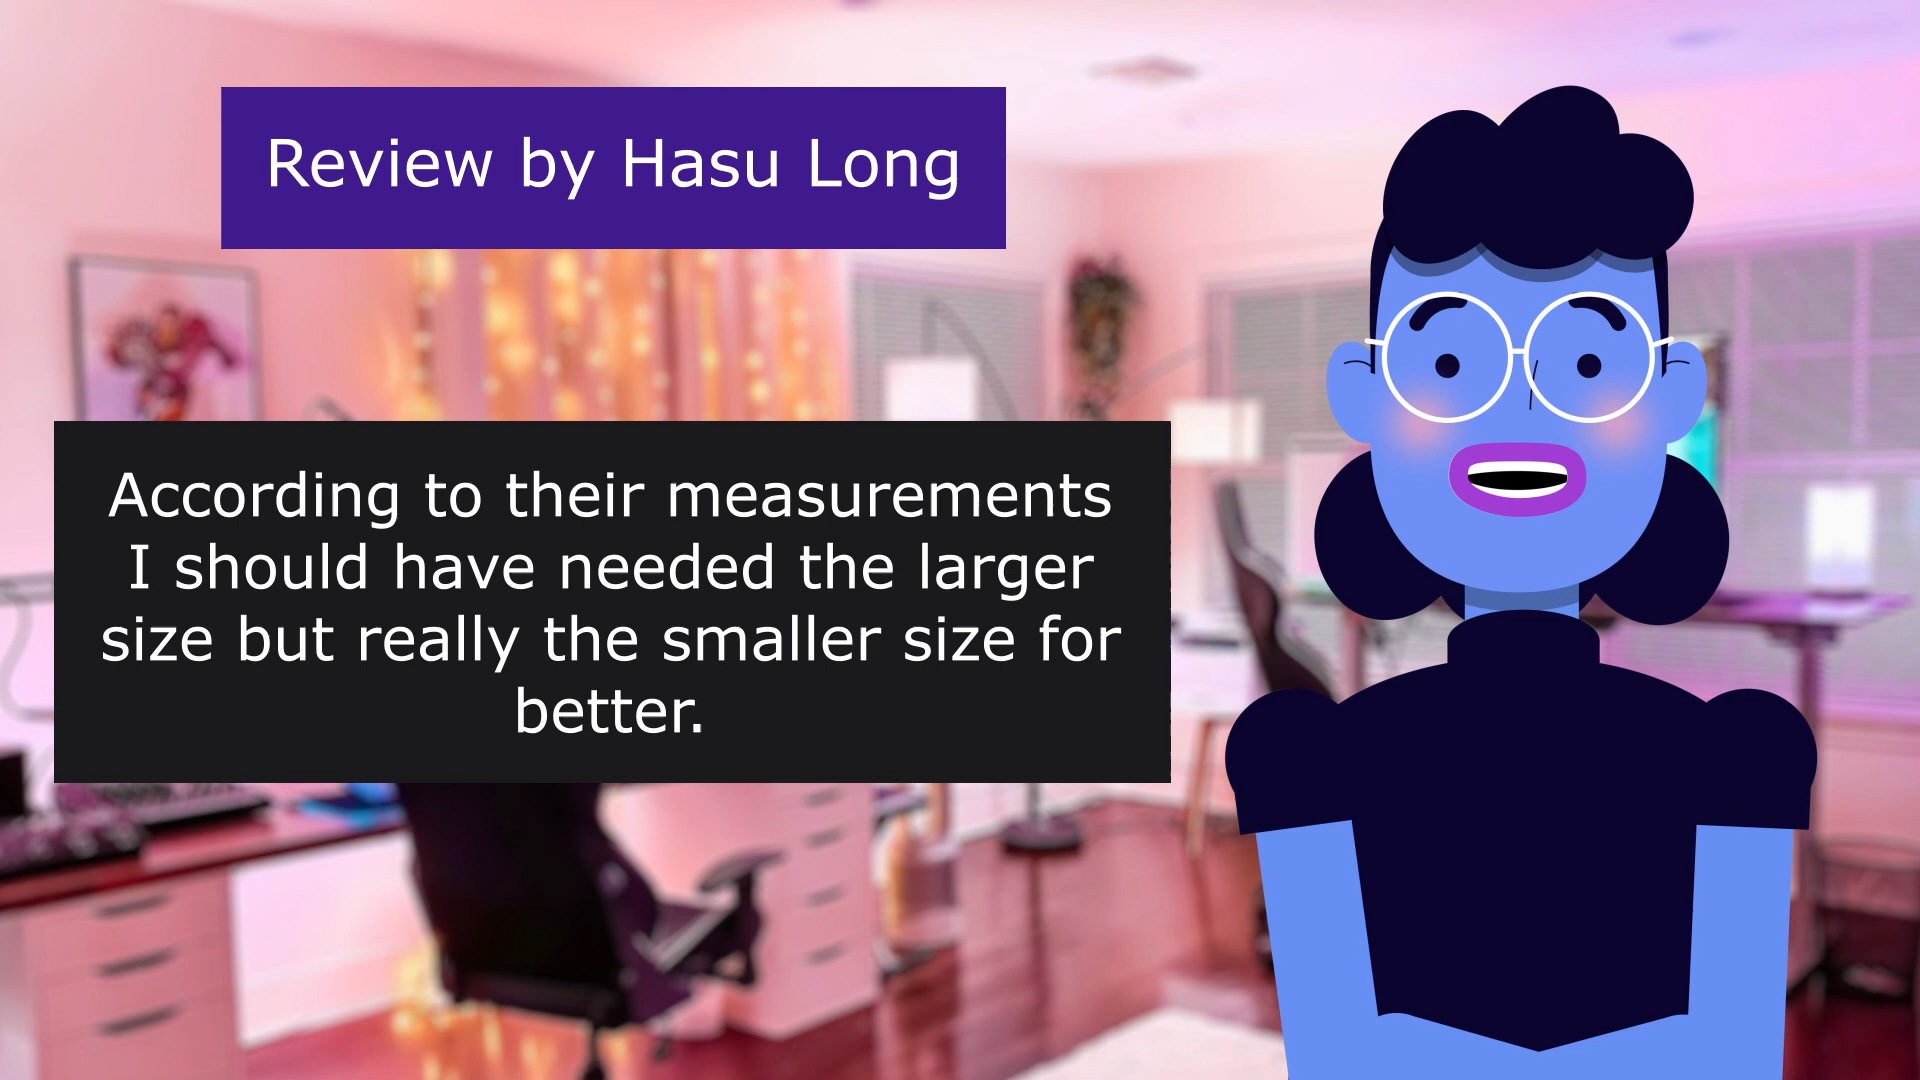 Review by Hasu Long
According to their measurements
I should have needed the larger
size but really the smaller size for
better.